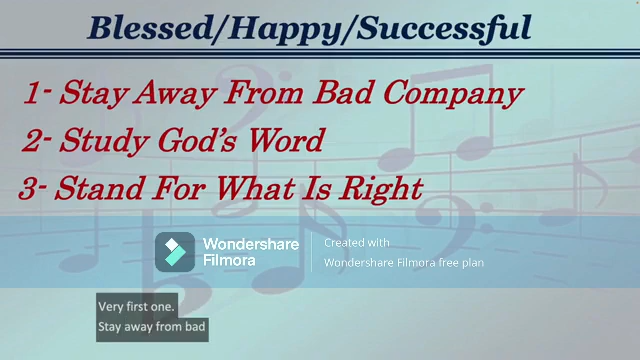 Blessed/Happy/Successful
1- Stay Away From Bad Company
2- Study God's Word
3- Stand For What Is Right
Wondershare
Filmora
Created with
Wondershare Filmora free plan
Very first one.
Stay away from bad